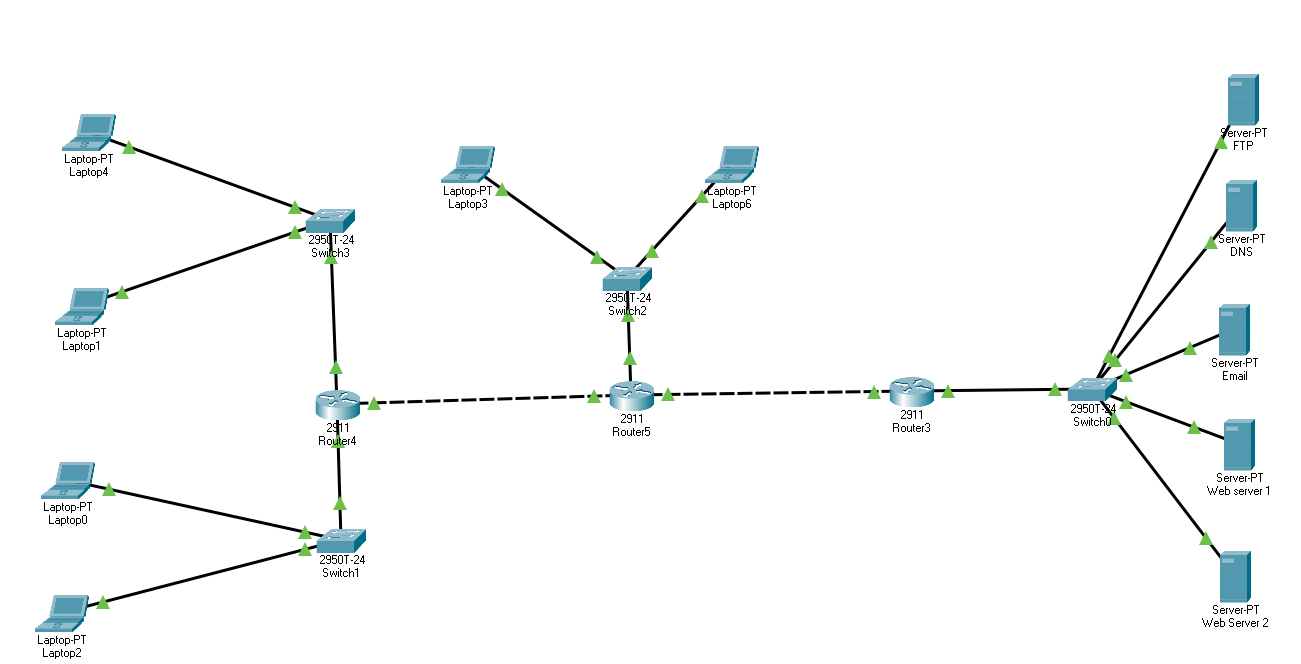 Laptop-PT
Laptop4
Laptop-PT
Laptop1
2950T-24
Switch3
Laptop-PT
Laptop3
Laptop-PT
Laptop6
2950T-24
Switch2
2911
Router4
2911
Router5
2911
Router3
2950T-24
Switch0
Laptop-PT
Laptop0
Laptop-PT
Laptop2
2950T-24
Switch1
Server-PT
FTP
Server-PT
DNS
Server-PT
Email
Server-PT
Web server 1
Server-PT
Web Server 2